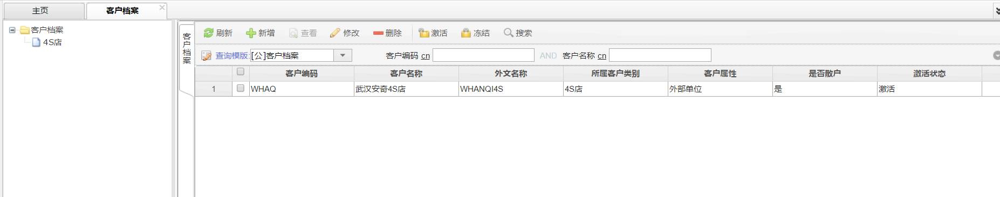 主页 客户档案
客户档案
4S店
客户档案
刷新 新增 查看 修改 删除 激活 冻结 搜索
查询模版: [公]客户档案 客户编码 cn AND 客户名称 cn
客户编码 客户名称 外文名称 所属客户类别 客户属性 是否散户 激活状态
1 WHAQ 武汉安奇4S店 WHANQI4S 4S店 外部单位 是 激活